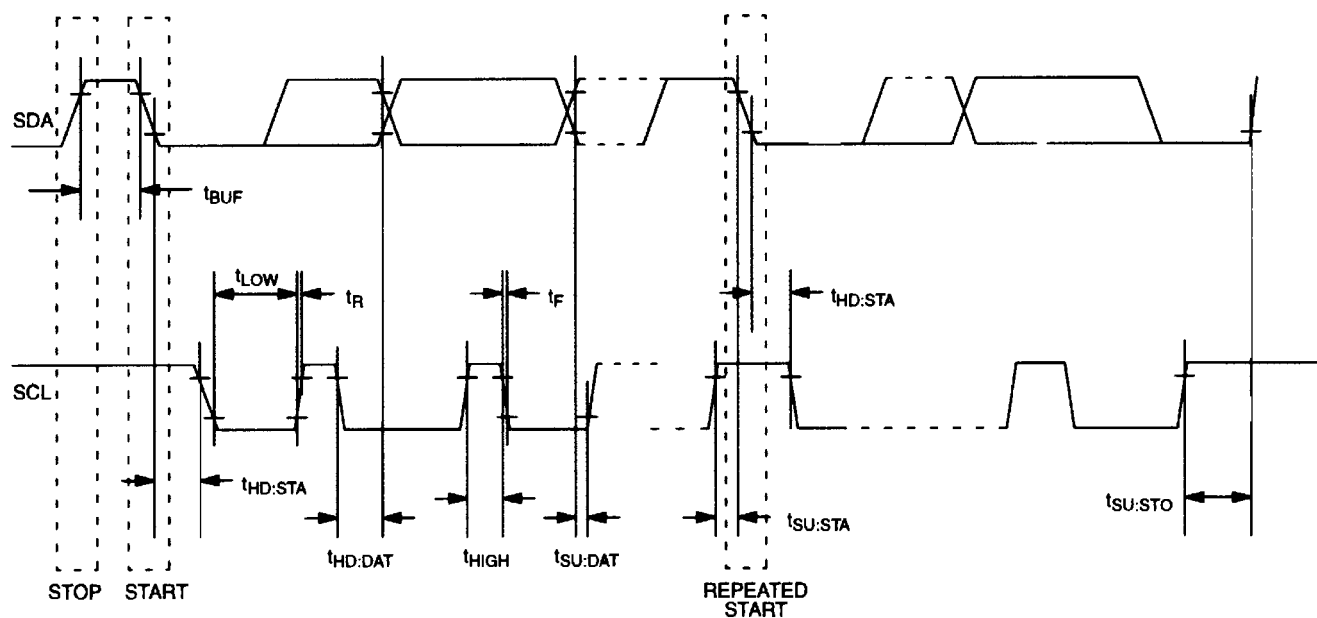 SDA
tBUF
tLOW
tR
tF
tHD:STA
SCL
tHD:STA
tHD:DAT
tHIGH
tSU:DAT
tSU:STA
tSU:STO
STOP
START
REPEATED
START